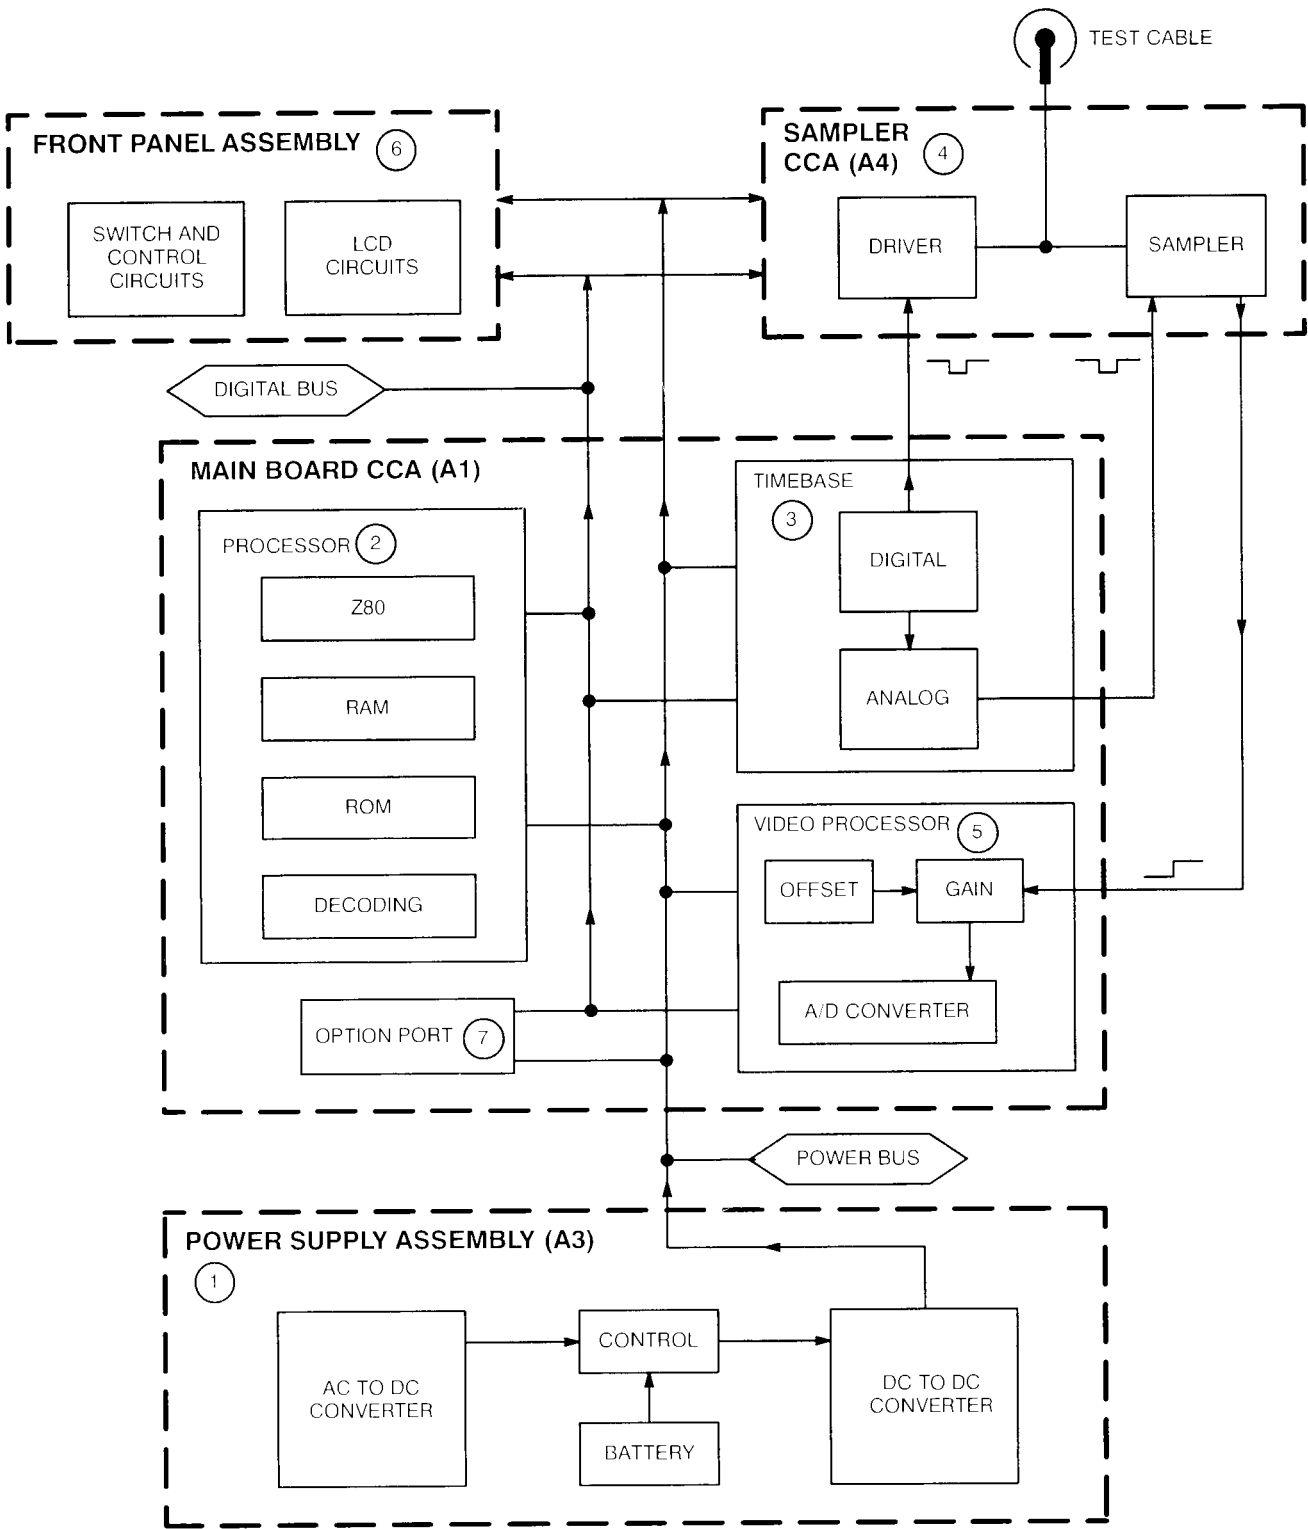 TEST CABLE
FRONT PANEL ASSEMBLY 6
SWITCH AND
CONTROL
CIRCUITS
LCD
CIRCUITS
SAMPLER
CCA (A4) 4
DRIVER
SAMPLER
DIGITAL BUS
MAIN BOARD CCA (A1)
PROCESSOR 2
Z80
RAM
ROM
DECODING
OPTION PORT 7
TIMEBASE
3
DIGITAL
ANALOG
VIDEO PROCESSOR 5
OFFSET
GAIN
A/D CONVERTER
POWER BUS
POWER SUPPLY ASSEMBLY (A3)
1
AC TO DC
CONVERTER
CONTROL
BATTERY
DC TO DC
CONVERTER